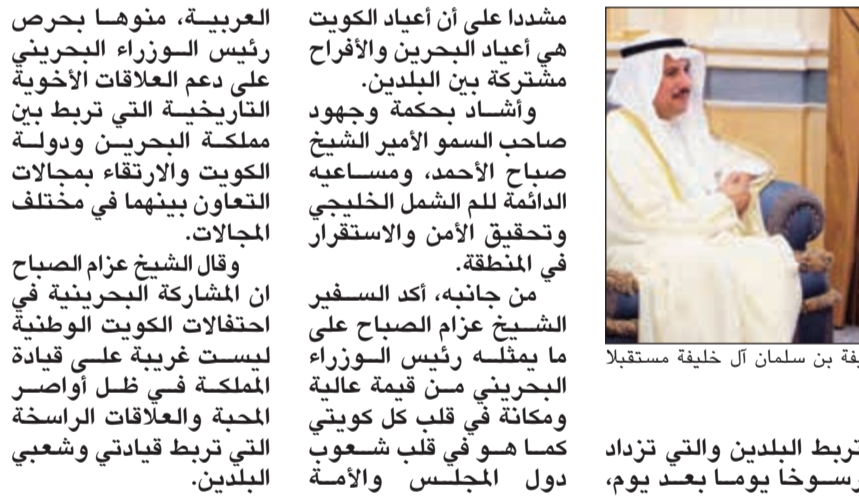 يفة بن سلمان آل خليفة مستقبلا
تربط البلدين والتي تزداد
رسوخا يوما بعد يوم،
مشددا على أن أعياد الكويت
هي أعياد البحرين والأفراح
مشتركة بين البلدين.
وأشاد بحكمة وجهود
صاحب السمو الأمير الشيخ
صباح الأحمد، ومساعيه
الدائمة للم الشمل الخليجي
وتحقيق الأمن والاستقرار
في المنطقة.
من جانبه، أكد السفير
الشيخ عزام الصباح على
ما يمثله رئيس الوزراء
البحريني من قيمة عالية
ومكانة في قلب كل كويتي
كما هو في قلب شعوب
دول المجلس والأمة
العربية، منوها بحرص
رئيس الوزراء البحريني
على دعم العلاقات الأخوية
التاريخية التي تربط بين
مملكة البحرين ودولة
الكويت والارتقاء بمجالات
التعاون بينهما في مختلف
المجالات.
وقال الشيخ عزام الصباح
ان المشاركة البحرينية في
احتفالات الكويت الوطنية
ليست غريبة على قيادة
المملكة في ظل أواصر
المحبة والعلاقات الراسخة
التي تربط قيادتي وشعبي
البلدين.